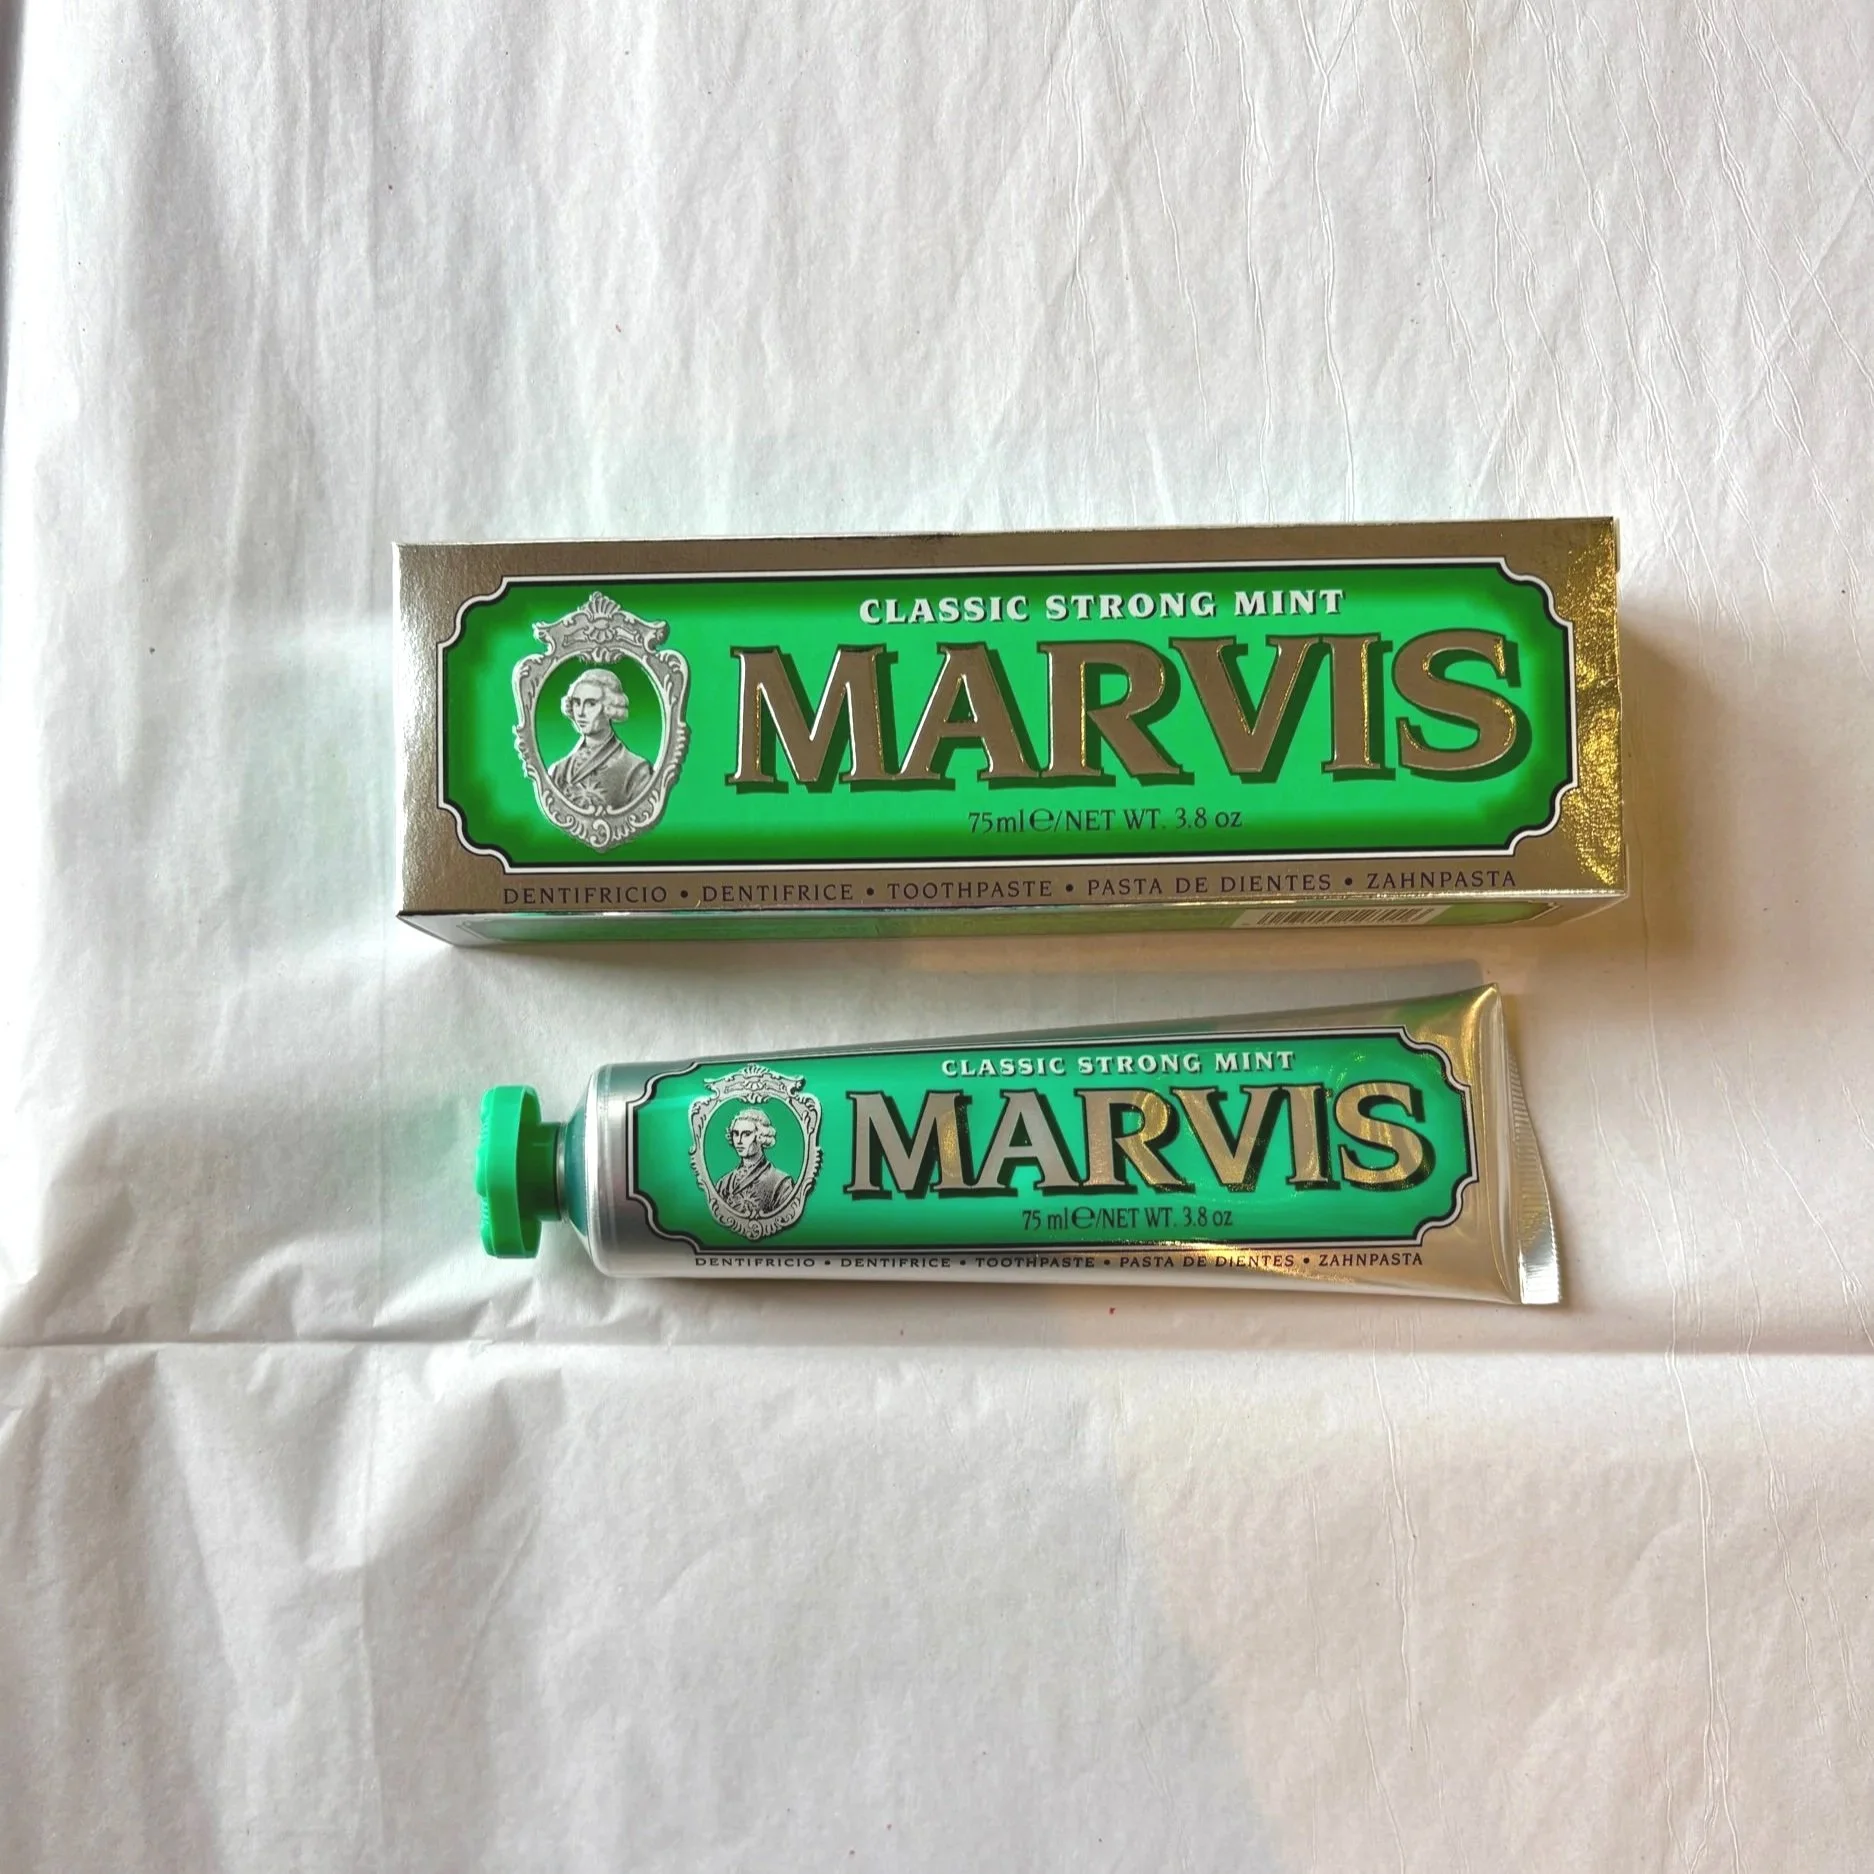 CLASSIC STRONG MINT
MARVIS
75ml℮/NET WT. 3.8 oz
DENTIFRICIO • DENTIFRICE • TOOTHPASTE • PASTA DE DIENTES • ZAHNPASTA
CLASSIC STRONG MINT
MARVIS
75 ml℮/NET WT. 3.8 oz
DENTIFRICIO • DENTIFRICE • TOOTHPASTE • PASTA DE DIENTES • ZAHNPASTA